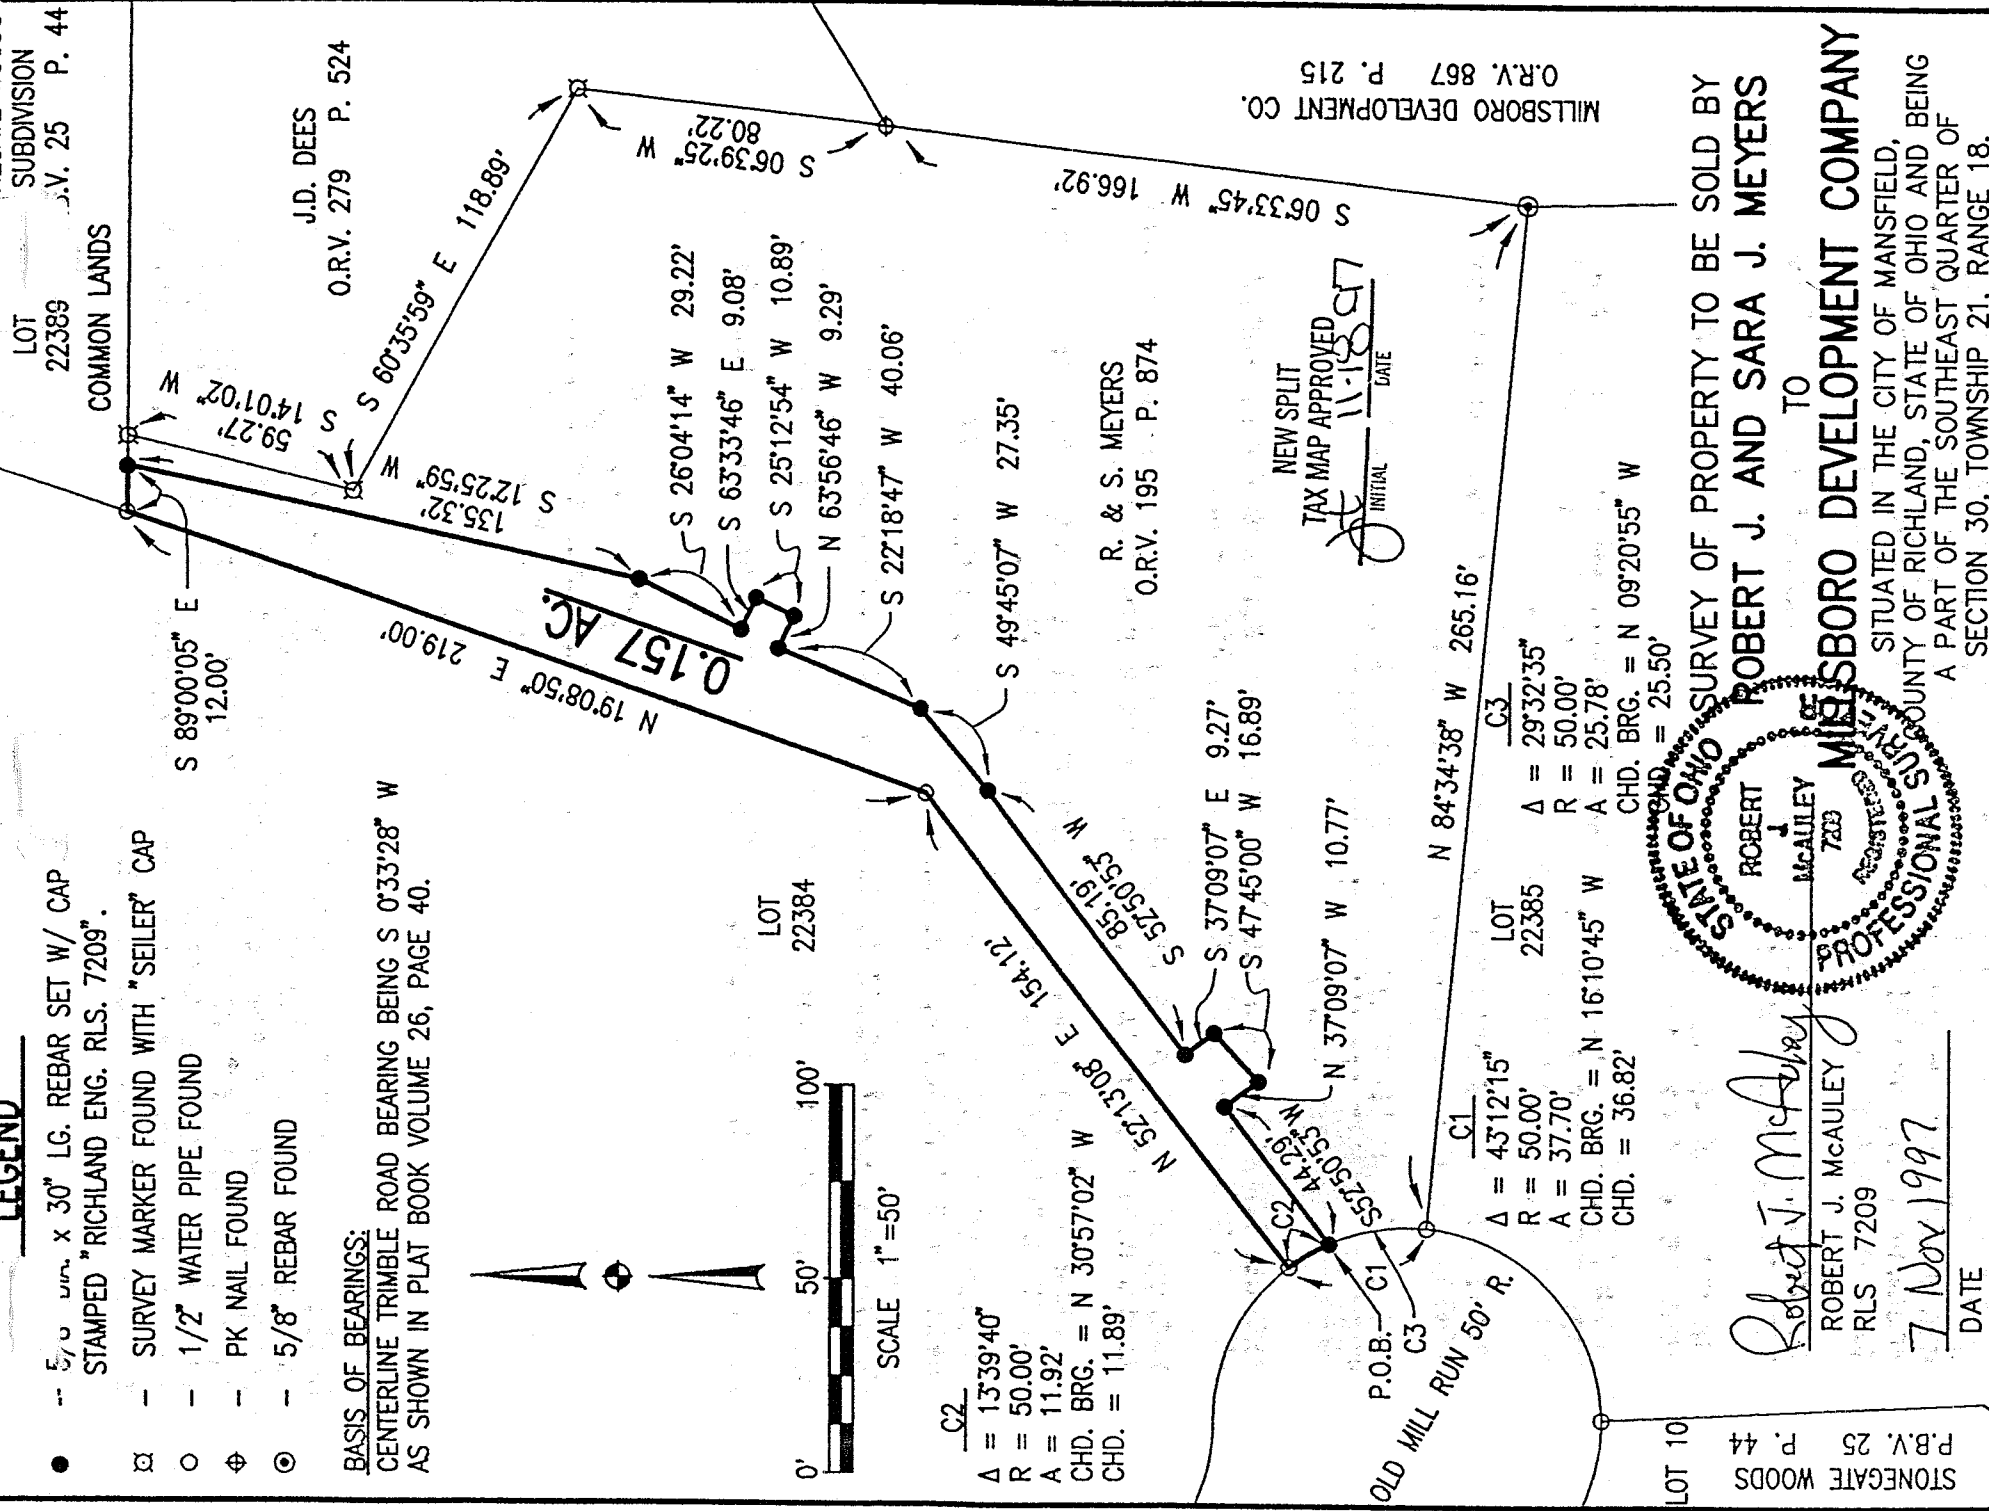 LEGEND
LG. REBAR SET W/ CAP
STAMPED "RICHLAND ENG. RLS. 7209".
- SURVEY MARKER FOUND WITH "SEILER" CAP
- 1/2" WATER PIPE FOUND
- PK NAIL FOUND
- 5/8" REBAR FOUND
BASIS OF BEARINGS:
CENTERLINE TRIMBLE ROAD BEARING BEING S 0°33'28" W
AS SHOWN IN PLAT BOOK VOLUME 26, PAGE 40.
0' 50' 100'
SCALE 1"=50'
LOT
22389
SUBDIVISION
25 P. 44
COMMON LANDS
J.D. DEES
O.R.V. 279 P. 524
S 89°00'05" E
12.00'
59.27'
S 14°01'02" W
S 60°35'59" E 118.89'
S 06°39'25" W
80.22'
S 06°33'45" W 166.92'
MILLSBORO DEVELOPMENT CO.
O.R.V. 867 P. 215
135.32'
S 12°25'59" W
N 19°08'50" E 219.00'
0.157 AC.
S 26°04'14" W 29.22'
S 63°33'46" E 9.08'
S 25°12'54" W 10.89'
N 63°56'46" W 9.29'
S 22°18'47" W 40.06'
S 49°45'07" W 27.35'
R. & S. MEYERS
O.R.V. 195 P. 874
NEW SPLIT
TAX MAP APPROVED
11-18-97
INITIAL DATE
LOT
22384
N 52°13'08" E 154.12'
85.19'
S 52°50'53" W
S 37°09'07" E 9.27'
S 47°45'00" W 16.89'
N 37°09'07" W 10.77'
44.29'
S52°50'53"W
C2
C1
C3
P.O.B.
OLD MILL RUN 50' R.
N 84°34'38" W 265.16'
LOT
22385
C2
Δ = 13°39'40"
R = 50.00'
A = 11.92'
CHD. BRG. = N 30°57'02" W
CHD. = 11.89'
C1
Δ = 43°12'15"
R = 50.00'
A = 37.70'
CHD. BRG. = N 16°10'45" W
CHD. = 36.82'
C3
Δ = 29°32'35"
R = 50.00'
A = 25.78'
CHD. BRG. = N 09°20'55" W
CHD = 25.50'
LOT 10
STONEGATE WOODS
P.B.V. 25 P. 44
SURVEY OF PROPERTY TO BE SOLD BY
ROBERT J. AND SARA J. MEYERS
TO
MILLSBORO DEVELOPMENT COMPANY
SITUATED IN THE CITY OF MANSFIELD,
COUNTY OF RICHLAND, STATE OF OHIO AND BEING
A PART OF THE SOUTHEAST QUARTER OF
SECTION 30, TOWNSHIP 21, RANGE 18.
STATE OF OHIO
ROBERT
J.
McAULEY
7209
REGISTERED
PROFESSIONAL SURVEYOR
Robert J. McAuley
ROBERT J. McAULEY
RLS 7209
7 Nov 1997
DATE